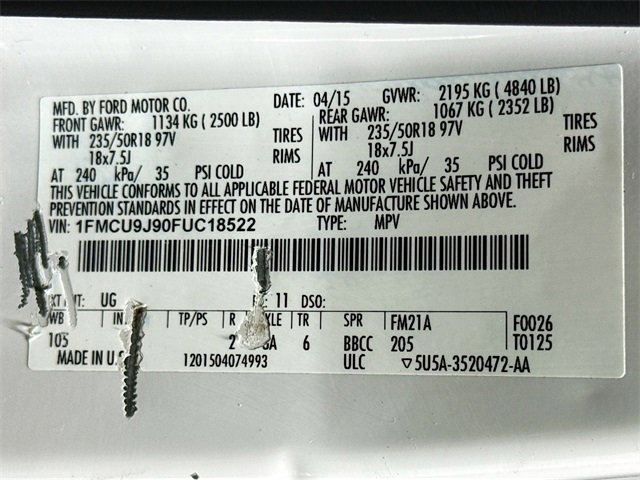 MFD. BY FORD MOTOR CO. DATE: 04/15 GVWR: 2195 KG ( 4840 LB)
FRONT GAWR: 1134 KG ( 2500 LB) REAR GAWR: 1067 KG ( 2352 LB)
WITH 235/50R18 97V TIRES WITH 235/50R18 97V TIRES
18x7.5J RIMS 18x7.5J RIMS
AT 240 kPa/ 35 PSI COLD AT 240 kPa/ 35 PSI COLD
THIS VEHICLE CONFORMS TO ALL APPLICABLE FEDERAL MOTOR VEHICLE SAFETY AND THEFT
PREVENTION STANDARDS IN EFFECT ON THE DATE OF MANUFACTURE SHOWN ABOVE.
VIN: 1FMCU9J90FUC18522 TYPE: MPV
UG 11 DSO:
WB TP/PS R TR SPR FM21A F0026
105 2 6 BBCC 205 T0125
MADE IN U.S 1201504074993 ULC ▽5U5A-3520472-AA